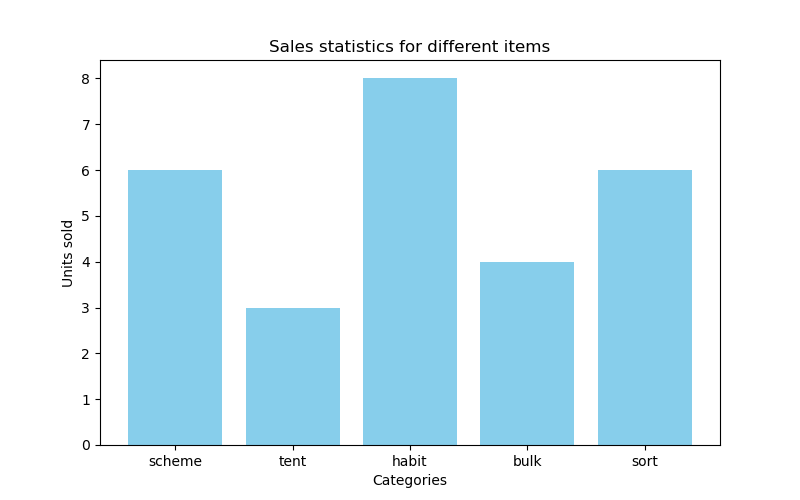 Sales statistics for different items
8
7
6
5
4
3
2
1
0
Units sold
scheme tent habit bulk sort
Categories